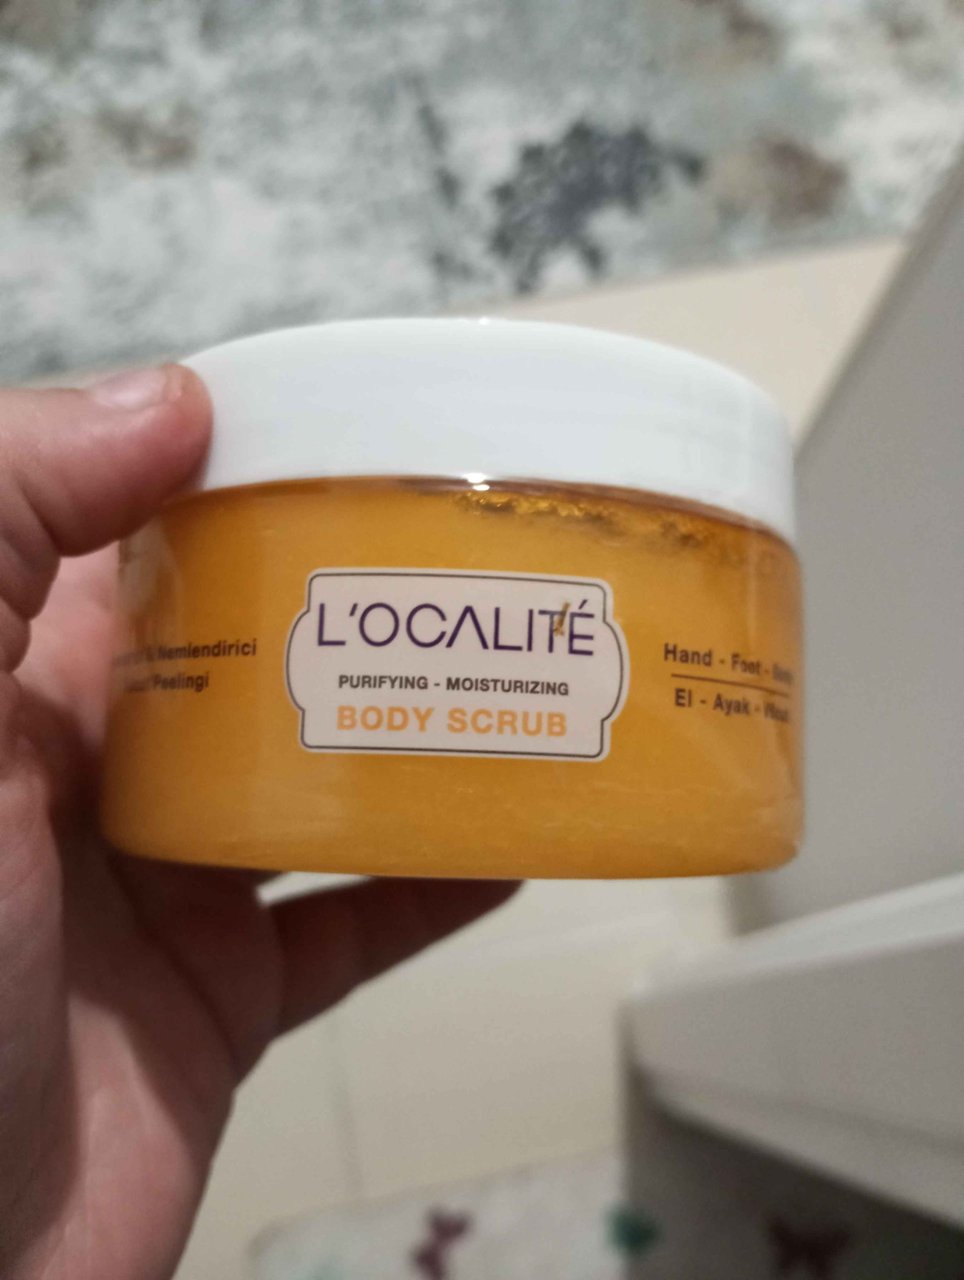 L'OCALITÉ
PURIFYING - MOISTURIZING
BODY SCRUB
& Nemlendirici
Peelingi
Hand - Foot -
El - Ayak -